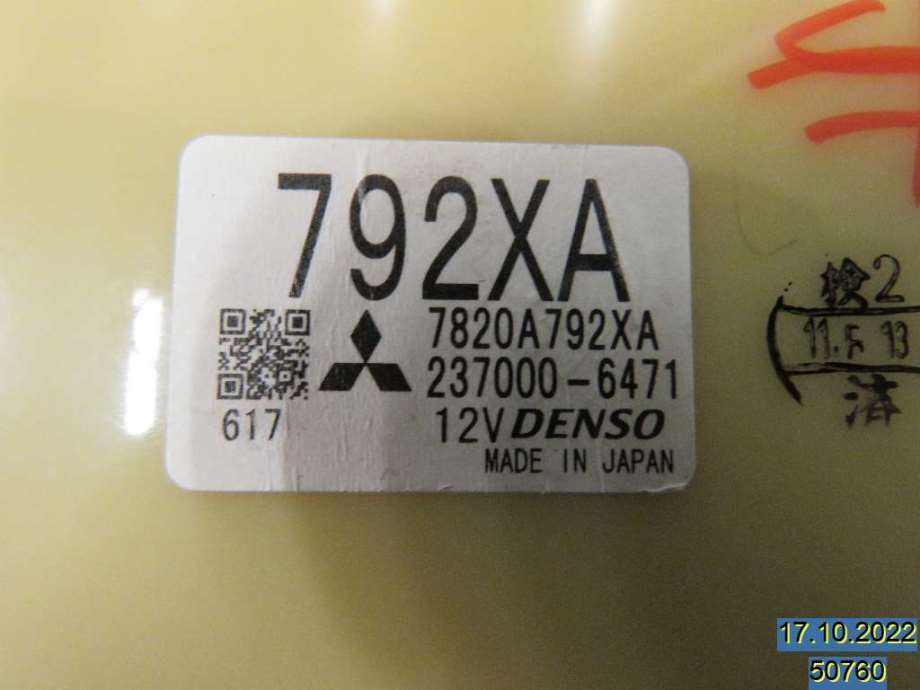 792XA
7820A792XA
237000-6471
617
12V DENSO
MADE IN JAPAN
検2
11.5.13
済
17.10.2022
50760